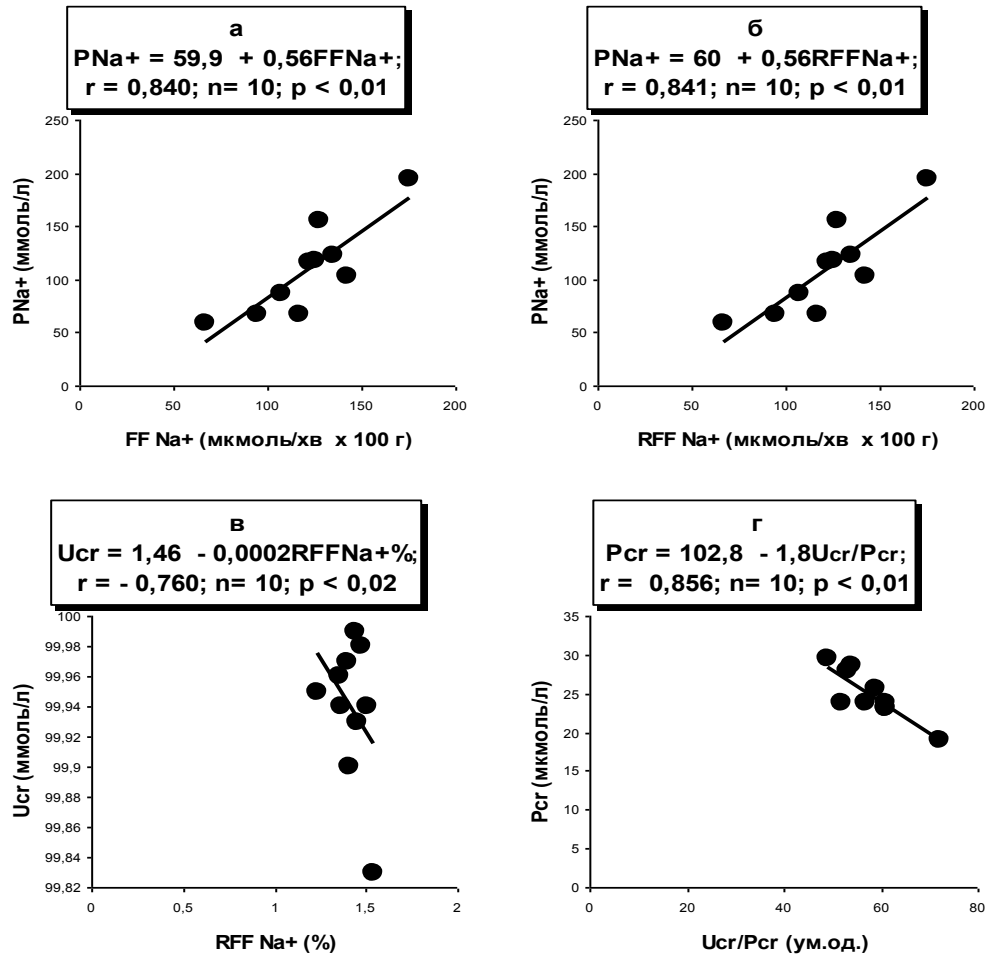 а
PNa+ = 59,9 + 0,56FFNa+;
r = 0,840; n= 10; p < 0,01
250
200
150
100
50
0
0
50
100
150
200
PNa+ (ммоль/л)
FF Na+ (мкмоль/хв х 100 г)
б
PNa+ = 60 + 0,56RFFNa+;
r = 0,841; n= 10; p < 0,01
250
200
150
100
50
0
0
50
100
150
200
PNa+ (ммоль/л)
RFF Na+ (мкмоль/хв х 100 г)
в
Ucr = 1,46 - 0,0002RFFNa+%;
r = - 0,760; n= 10; p < 0,02
100
99,98
99,96
99,94
99,92
99,9
99,88
99,86
99,84
99,82
0
0,5
1
1,5
2
Ucr (ммоль/л)
RFF Na+ (%)
г
Pcr = 102,8 - 1,8Ucr/Pcr;
r = 0,856; n= 10; p < 0,01
35
30
25
20
15
10
5
0
0
20
40
60
80
Pcr (мкмоль/л)
Ucr/Pcr (ум.од.)